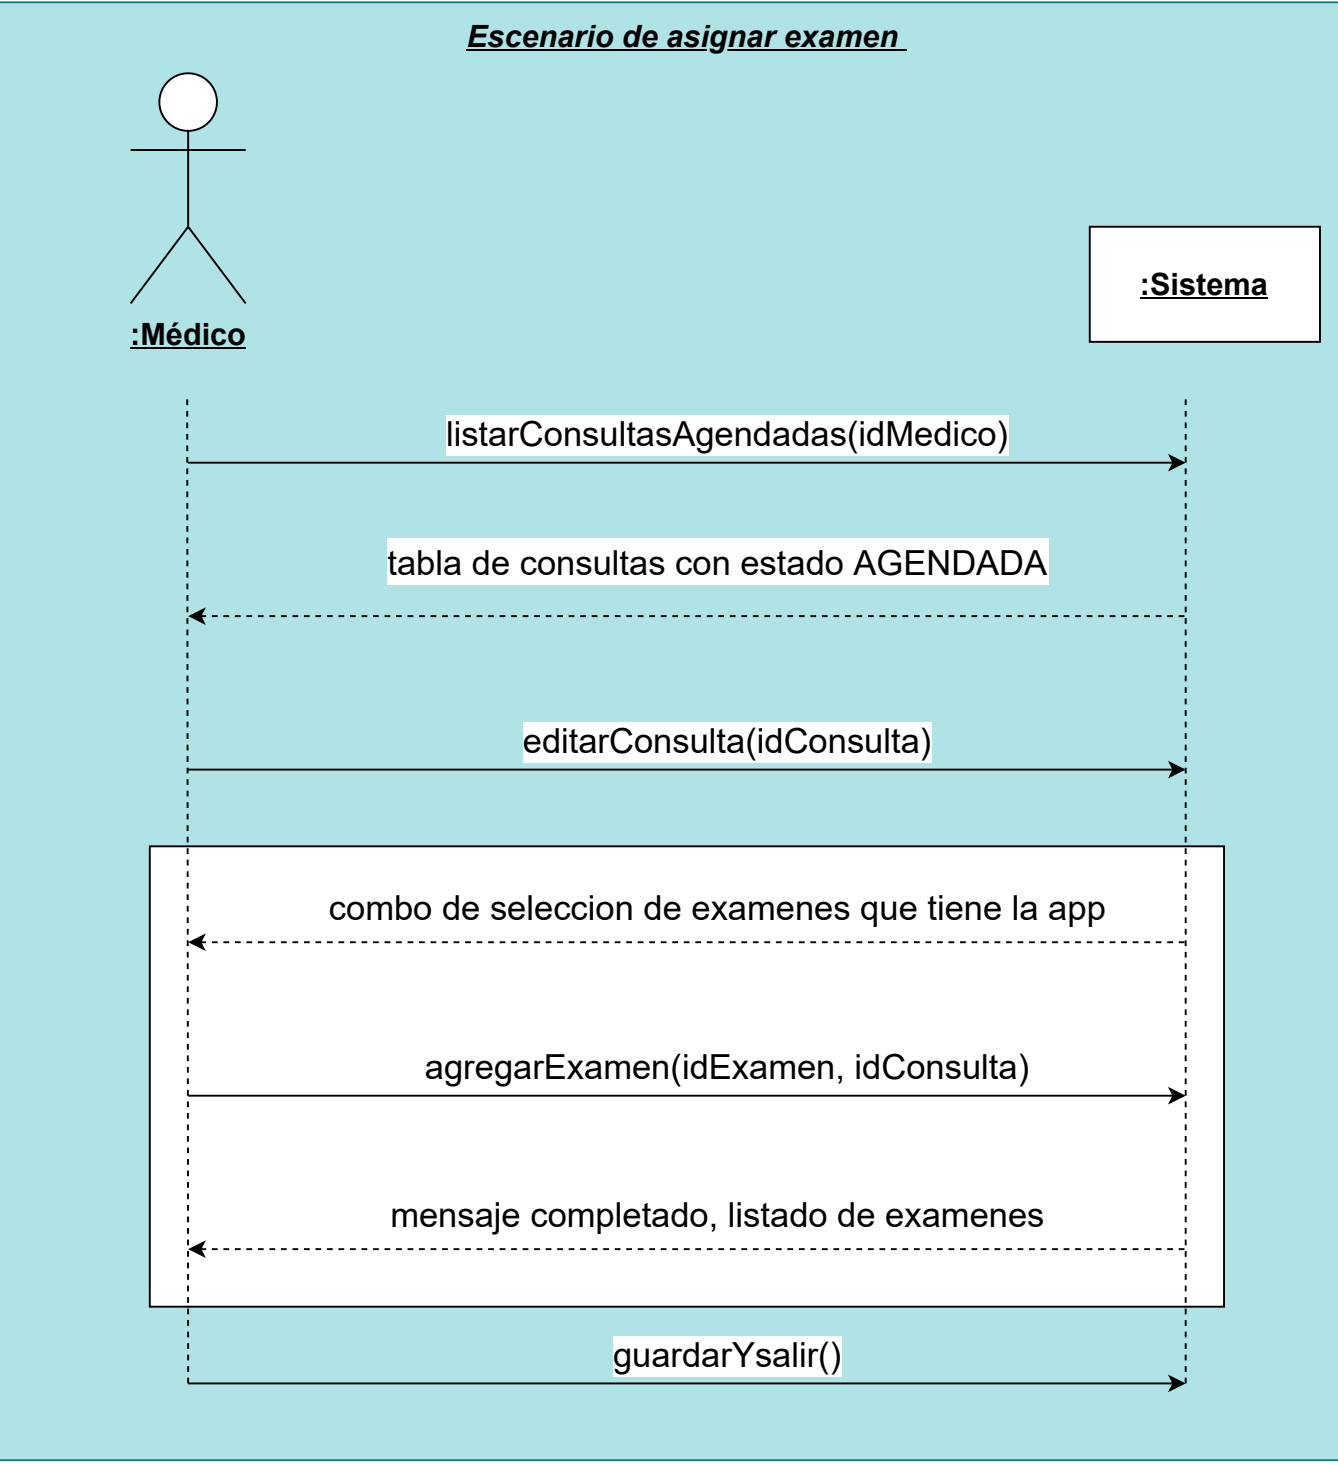 Escenario de asignar examen
:Médico
:Sistema
listarConsultasAgendadas(idMedico)
tabla de consultas con estado AGENDADA
editarConsulta(idConsulta)
combo de seleccion de examenes que tiene la app
agregarExamen(idExamen, idConsulta)
mensaje completado, listado de examenes
guardarYsalir()